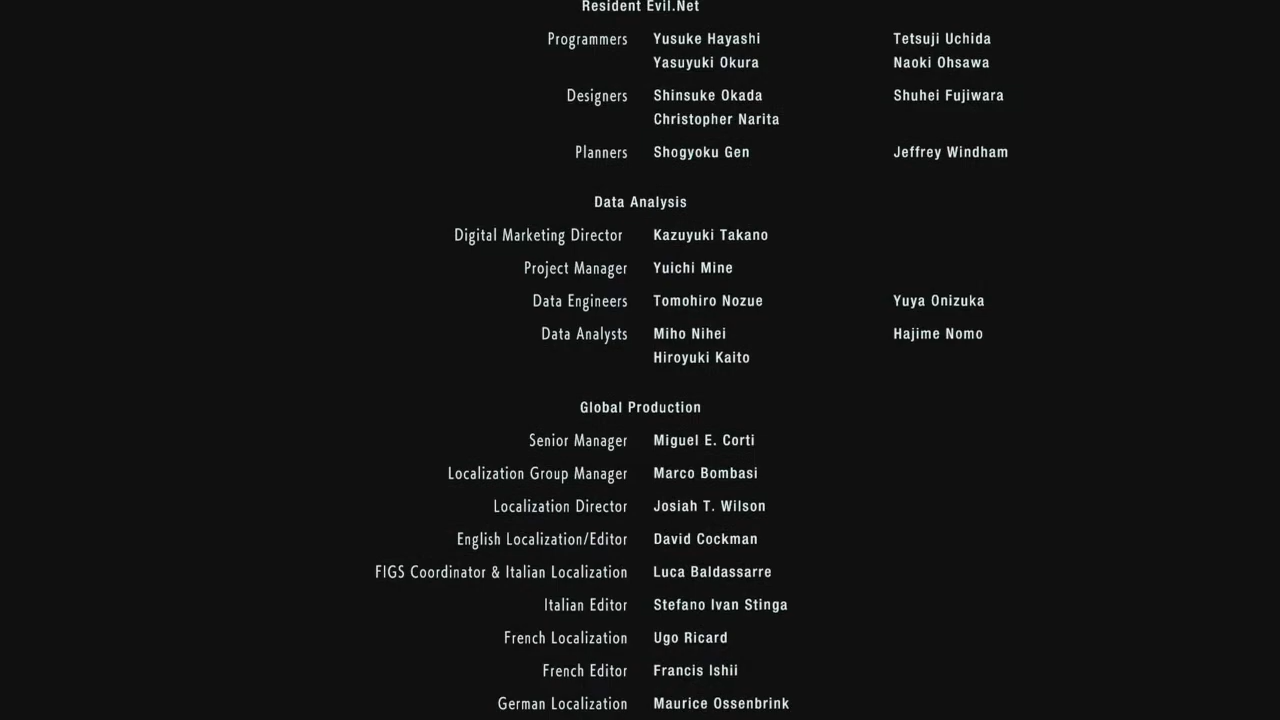 Resident Evil.Net
Programmers Yusuke Hayashi Tetsuji Uchida
Yasuyuki Okura Naoki Ohsawa
Designers Shinsuke Okada Shuhei Fujiwara
Christopher Narita
Planners Shogyoku Gen Jeffrey Windham
Data Analysis
Digital Marketing Director Kazuyuki Takano
Project Manager Yuichi Mine
Data Engineers Tomohiro Nozue Yuya Onizuka
Data Analysts Miho Nihei Hajime Nomo
Hiroyuki Kaito
Global Production
Senior Manager Miguel E. Corti
Localization Group Manager Marco Bombasi
Localization Director Josiah T. Wilson
English Localization/Editor David Cockman
FIGS Coordinator & Italian Localization Luca Baldassarre
Italian Editor Stefano Ivan Stinga
French Localization Ugo Ricard
French Editor Francis Ishii
German Localization Maurice Ossenbrink